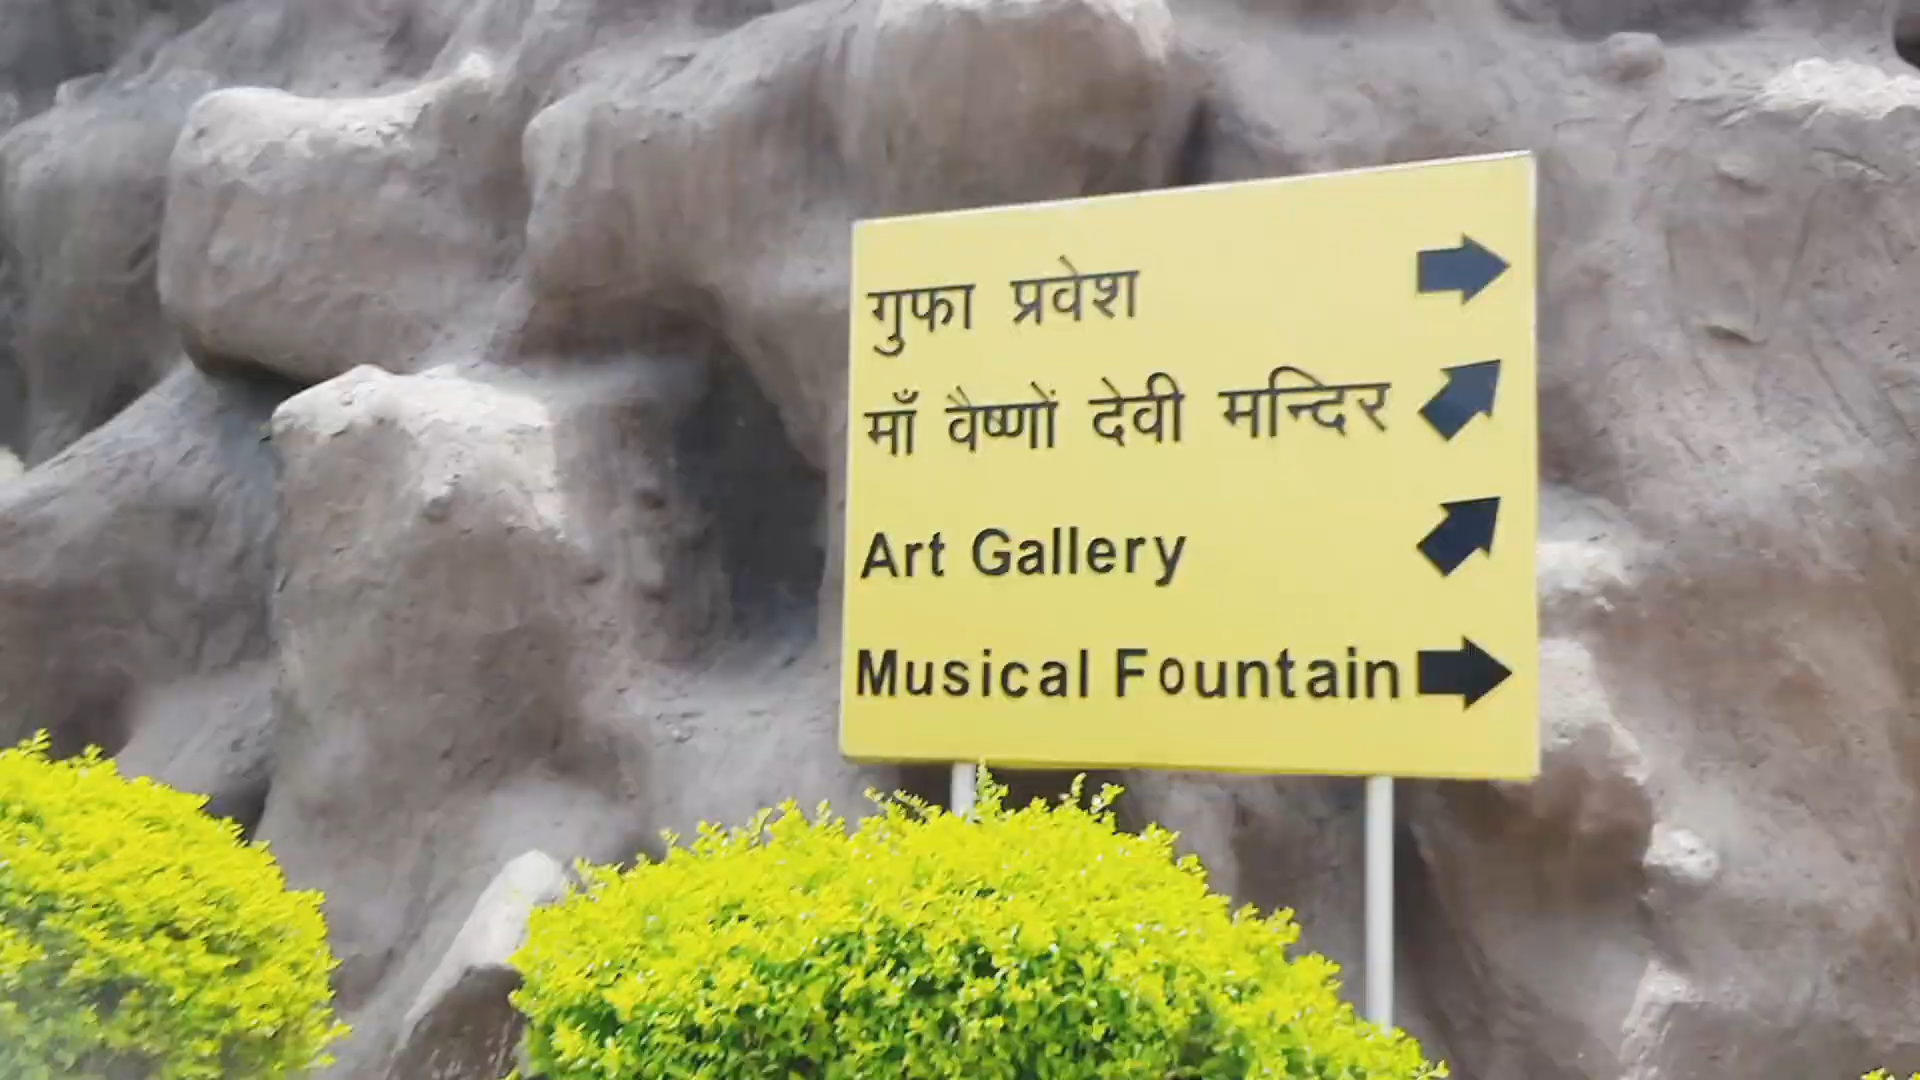 गुफा प्रवेश
माँ वैष्णों देवी मन्दिर
Art Gallery
Musical Fountain